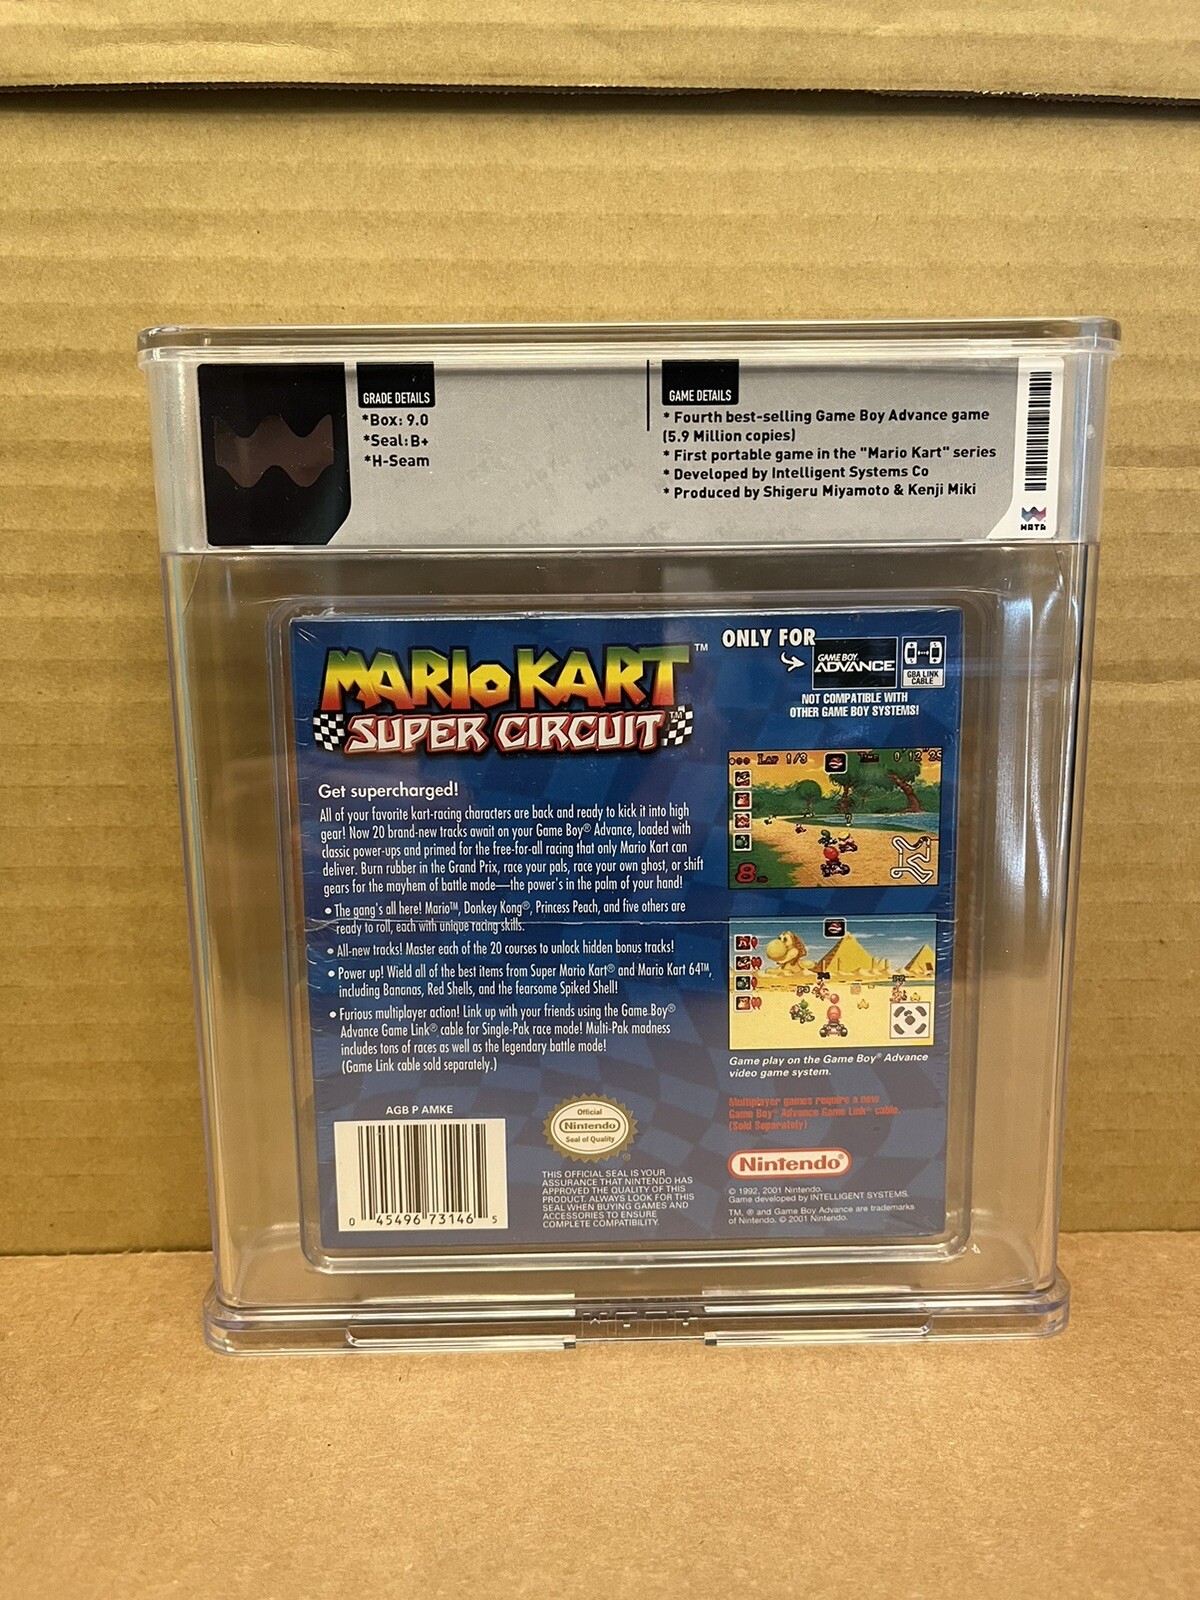 GRADE DETAILS
*Box: 9.0
*Seal: B+
*H-Seam
GAME DETAILS
* Fourth best-selling Game Boy Advance game
(5.9 Million copies)
* First portable game in the "Mario Kart" series
* Developed by Intelligent Systems Co
* Produced by Shigeru Miyamoto & Kenji Miki
WATA
MARIO KART™
SUPER CIRCUIT™
ONLY FOR
GAME BOY
ADVANCE
GBA LINK
CABLE
NOT COMPATIBLE WITH
OTHER GAME BOY SYSTEMS!
Get supercharged!
All of your favorite kart-racing characters are back and ready to kick it into high
gear! Now 20 brand-new tracks await on your Game Boy® Advance, loaded with
classic power-ups and primed for the free-for-all racing that only Mario Kart can
deliver. Burn rubber in the Grand Prix, race your pals, race your own ghost, or shift
gears for the mayhem of battle mode—the power's in the palm of your hand!
• The gang's all here! Mario™, Donkey Kong®, Princess Peach, and five others are
ready to roll, each with unique racing skills.
• All-new tracks! Master each of the 20 courses to unlock hidden bonus tracks!
• Power up! Wield all of the best items from Super Mario Kart® and Mario Kart 64™,
including Bananas, Red Shells, and the fearsome Spiked Shell!
• Furious multiplayer action! Link up with your friends using the Game Boy®
Advance Game Link® cable for Single-Pak race mode! Multi-Pak madness
includes tons of races as well as the legendary battle mode!
(Game Link cable sold separately.)
LAP 1/3
0'12"25
8
Game play on the Game Boy® Advance
video game system.
Multiplayer games require a new
Game Boy® Advance Game Link® cable.
(Sold Separately)
AGB P AMKE
0 45496 73146 5
Official
Nintendo
Seal of Quality
THIS OFFICIAL SEAL IS YOUR
ASSURANCE THAT NINTENDO HAS
APPROVED THE QUALITY OF THIS
PRODUCT. ALWAYS LOOK FOR THIS
SEAL WHEN BUYING GAMES AND
ACCESSORIES TO ENSURE
COMPLETE COMPATIBILITY.
Nintendo®
© 1992, 2001 Nintendo.
Game developed by INTELLIGENT SYSTEMS.
TM, ® and Game Boy Advance are trademarks
of Nintendo. © 2001 Nintendo.
WATA